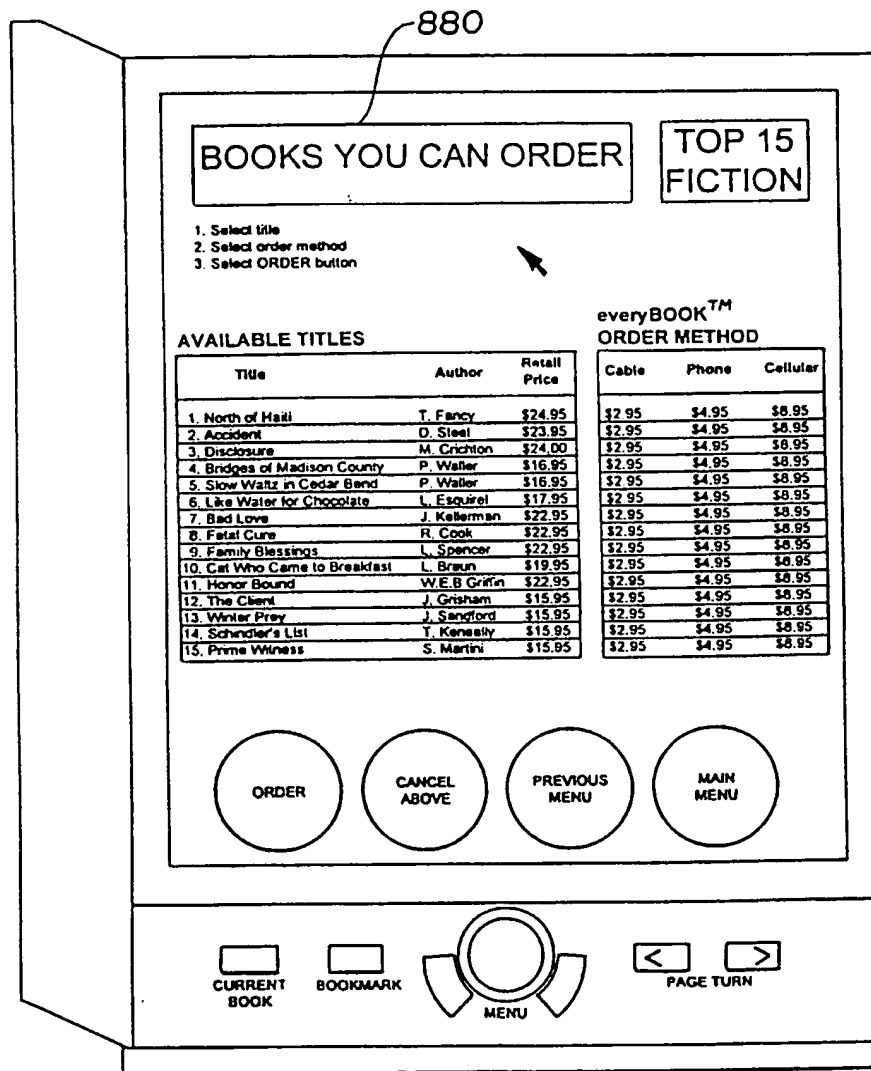 880
BOOKS YOU CAN ORDER
TOP 15
FICTION
1. Select title
2. Select order method
3. Select ORDER button
AVAILABLE TITLES
everyBOOK™
ORDER METHOD
Title Author Retail Price Cable Phone Cellular
1. North of Haiti T. Fancy $24.95 $2.95 $4.95 $8.95
2. Accident D. Steel $23.95 $2.95 $4.95 $8.95
3. Disclosure M. Crichton $24.00 $2.95 $4.95 $8.95
4. Bridges of Madison County P. Waller $16.95 $2.95 $4.95 $8.95
5. Slow Waltz in Cedar Bend P. Waller $16.95 $2.95 $4.95 $8.95
6. Like Water for Chocolate L. Esquirel $17.95 $2.95 $4.95 $8.95
7. Bad Love J. Kellerman $22.95 $2.95 $4.95 $8.95
8. Fatal Cure R. Cook $22.95 $2.95 $4.95 $8.95
9. Family Blessings L. Spencer $22.95 $2.95 $4.95 $8.95
10. Cat Who Came to Breakfast L. Braun $19.95 $2.95 $4.95 $8.95
11. Honor Bound W.E.B Griffin $22.95 $2.95 $4.95 $8.95
12. The Client J. Grisham $15.95 $2.95 $4.95 $8.95
13. Winter Prey J. Sandford $15.95 $2.95 $4.95 $8.95
14. Schindler's List T. Keneally $15.95 $2.95 $4.95 $8.95
15. Prime Witness S. Martini $15.95 $2.95 $4.95 $8.95
ORDER
CANCEL
ABOVE
PREVIOUS
MENU
MAIN
MENU
CURRENT
BOOK
BOOKMARK
MENU
< >
PAGE TURN